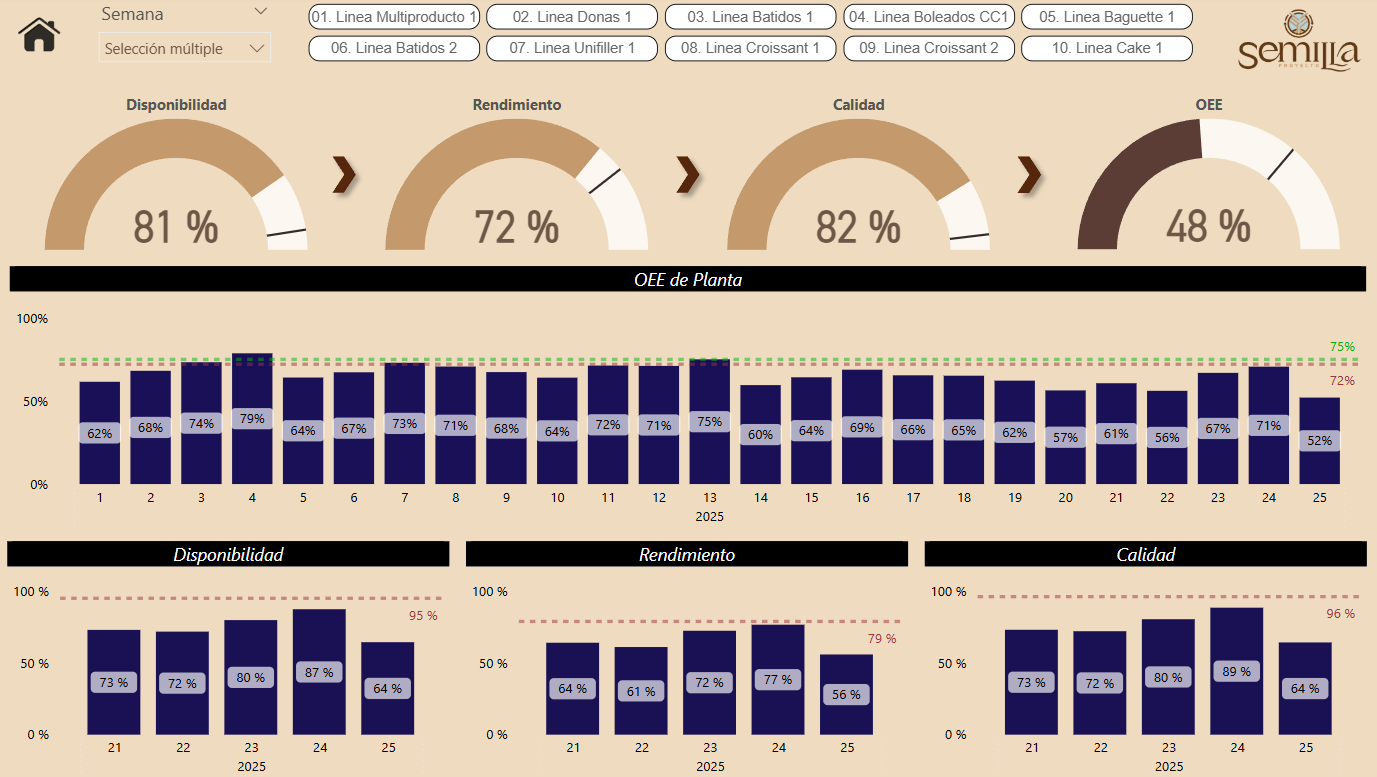 Semana
Selección múltiple
01. Linea Multiproducto 1
02. Linea Donas 1
03. Linea Batidos 1
04. Linea Boleados CC1
05. Linea Baguette 1
06. Linea Batidos 2
07. Linea Unifiller 1
08. Linea Croissant 1
09. Linea Croissant 2
10. Linea Cake 1
SEMILLA
PROYECTO
Disponibilidad
Rendimiento
Calidad
OEE
81 %
72 %
82 %
48 %
OEE de Planta
100%
50%
0%
75%
72%
62% 68% 74% 79% 64% 67% 73% 71% 68% 64% 72% 71% 75% 60% 64% 69% 66% 65% 62% 57% 61% 56% 67% 71% 52%
1 2 3 4 5 6 7 8 9 10 11 12 13 14 15 16 17 18 19 20 21 22 23 24 25
2025
Disponibilidad
100 %
50 %
0 %
95 %
73 % 72 % 80 % 87 % 64 %
21 22 23 24 25
2025
Rendimiento
100 %
50 %
0 %
79 %
64 % 61 % 72 % 77 % 56 %
21 22 23 24 25
2025
Calidad
100 %
50 %
0 %
96 %
73 % 72 % 80 % 89 % 64 %
21 22 23 24 25
2025